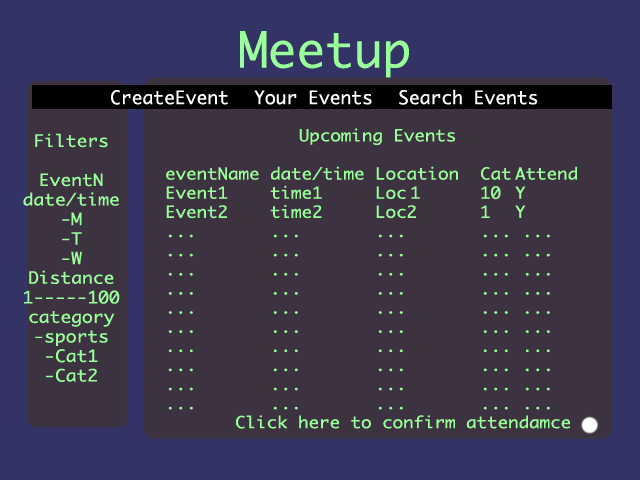 Meetup
CreateEvent Your Events Search Events
Filters
EventN
date/time
-M
-T
-W
Distance
1-----100
category
-sports
-Cat1
-Cat2
Upcoming Events
eventName date/time Location Cat Attend
Event1 time1 Loc1 10 Y
Event2 time2 Loc2 1 Y
... ... ... ... ...
... ... ... ... ...
... ... ... ... ...
... ... ... ... ...
... ... ... ... ...
... ... ... ... ...
... ... ... ... ...
... ... ... ... ...
... ... ... ... ...
... ... ... ... ...
Click here to confirm attendamce